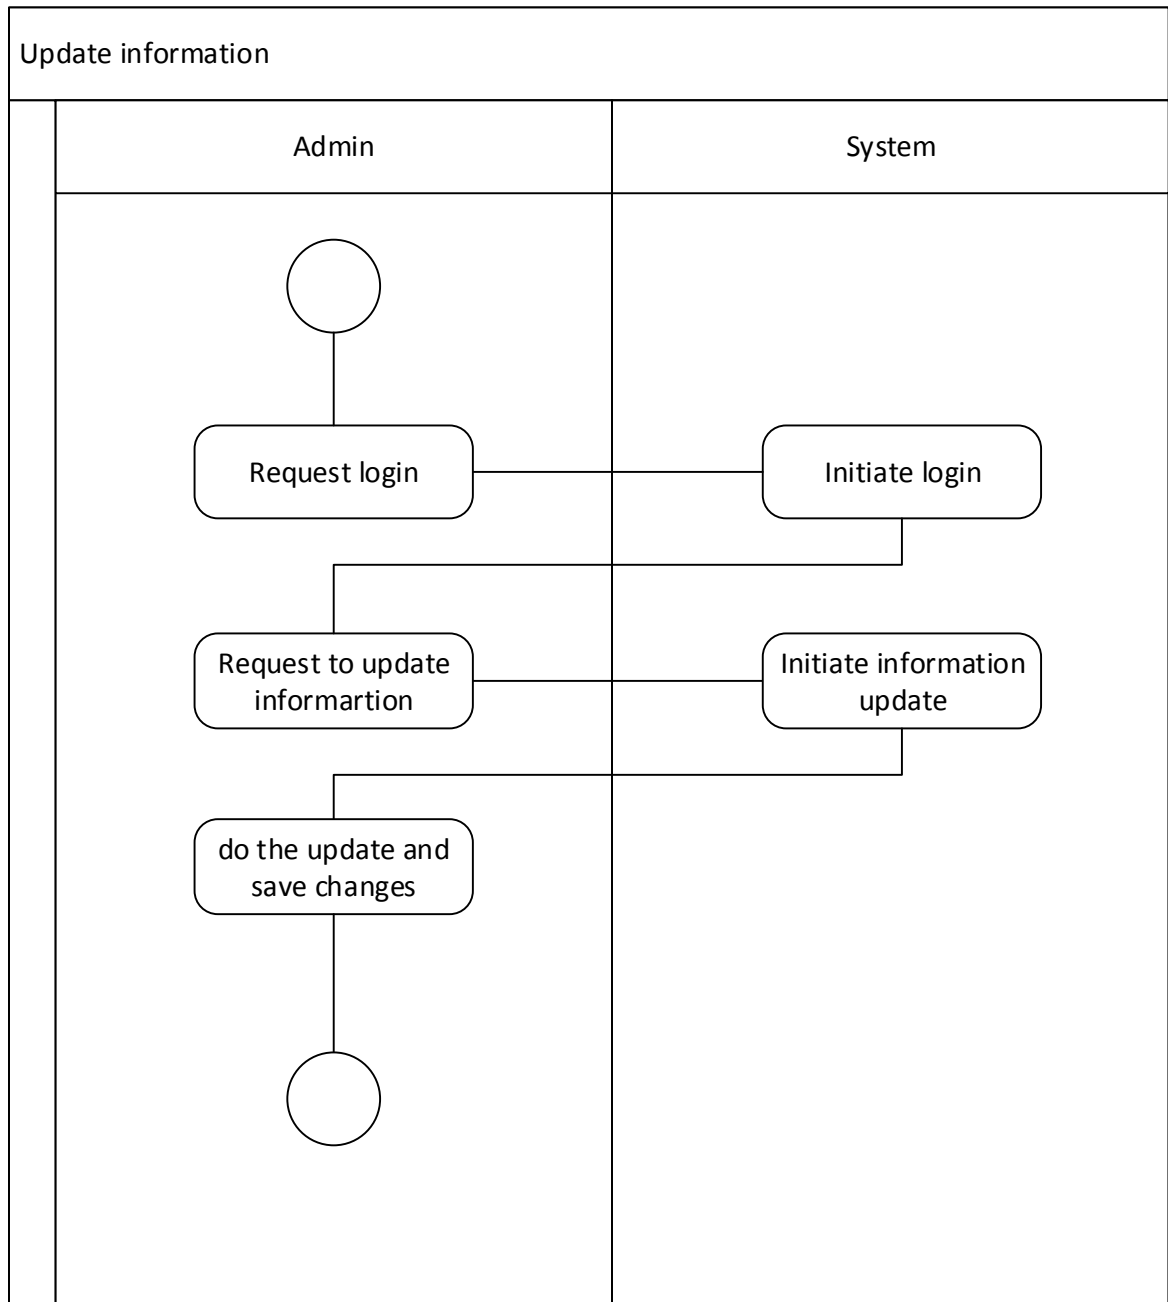 Update information
Admin
System
Request login
Initiate login
Request to update
informartion
Initiate information
update
do the update and
save changes